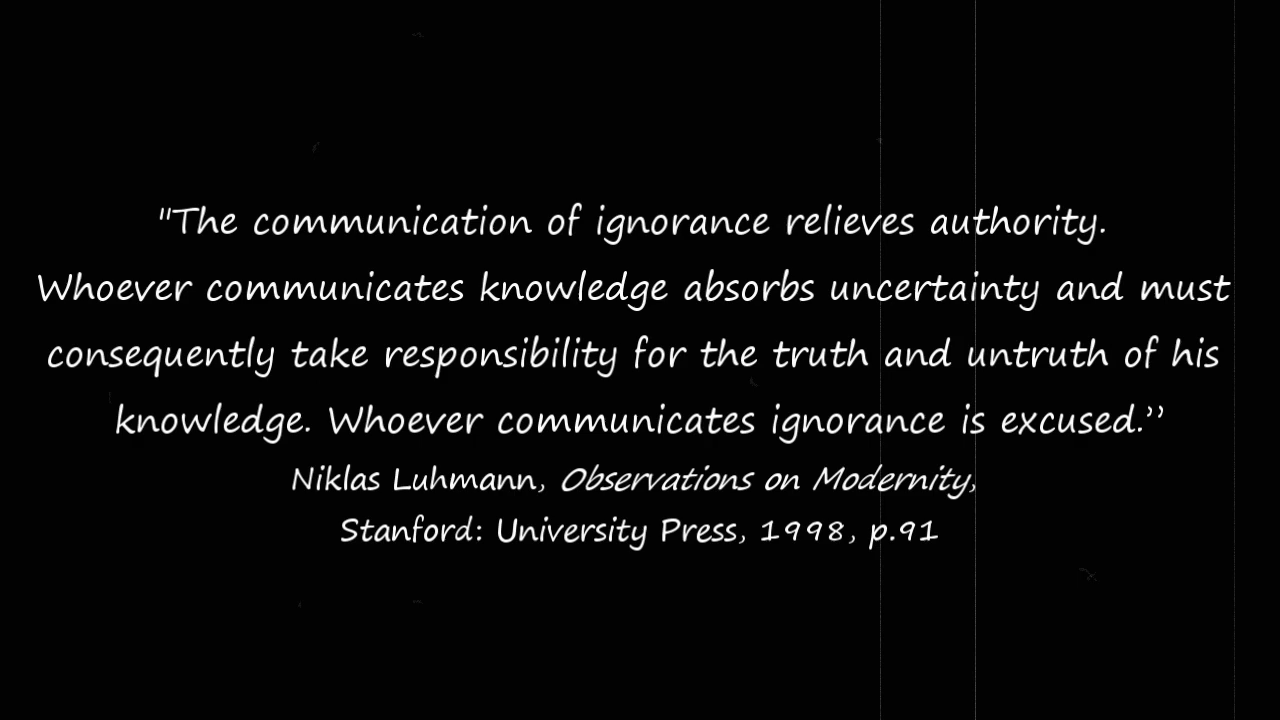 "The communication of ignorance relieves authority.
Whoever communicates knowledge absorbs uncertainty and must
consequently take responsibility for the truth and untruth of his
knowledge. Whoever communicates ignorance is excused.”
Niklas Luhmann, Observations on Modernity,
Stanford: University Press, 1998, p.91